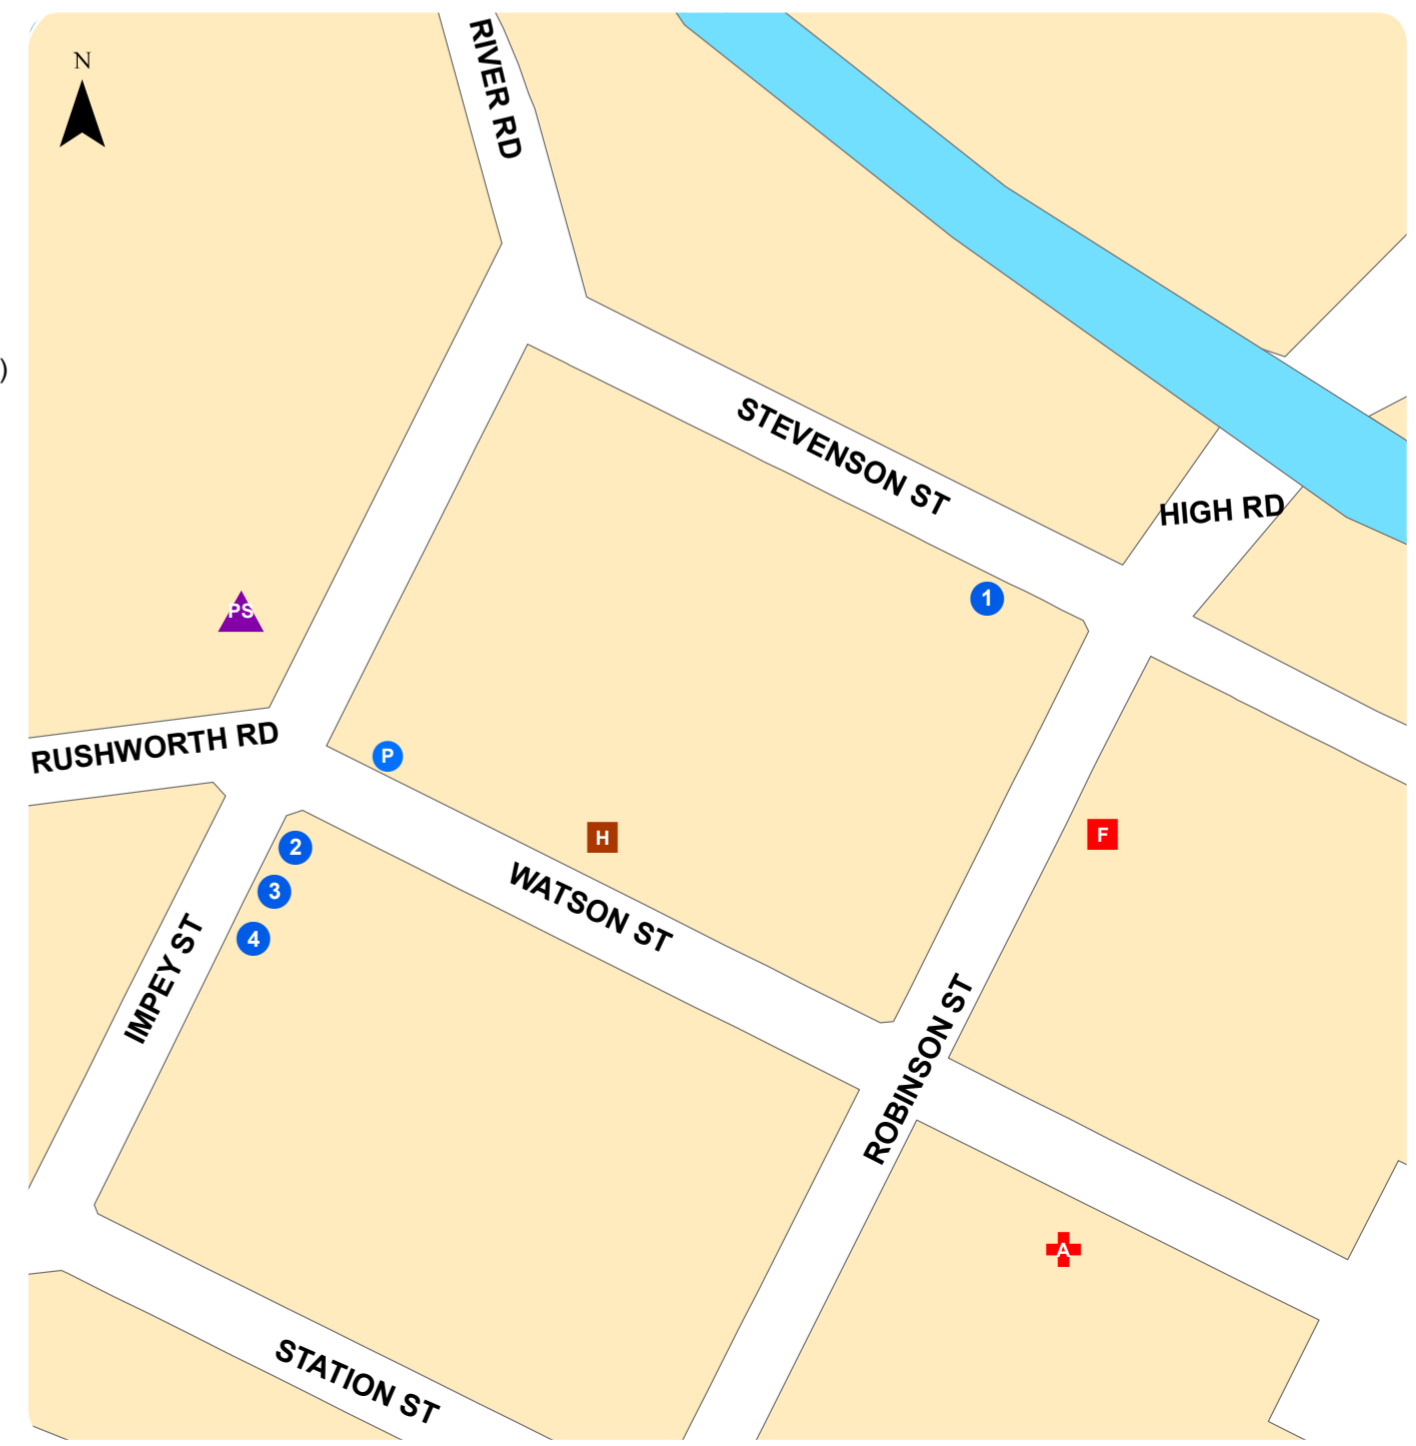 N
RIVER RD
)
STEVENSON ST
HIGH RD
1
PS
RUSHWORTH RD
P
H
F
2
WATSON ST
3
4
IMPEY ST
ROBINSON ST
A
STATION ST